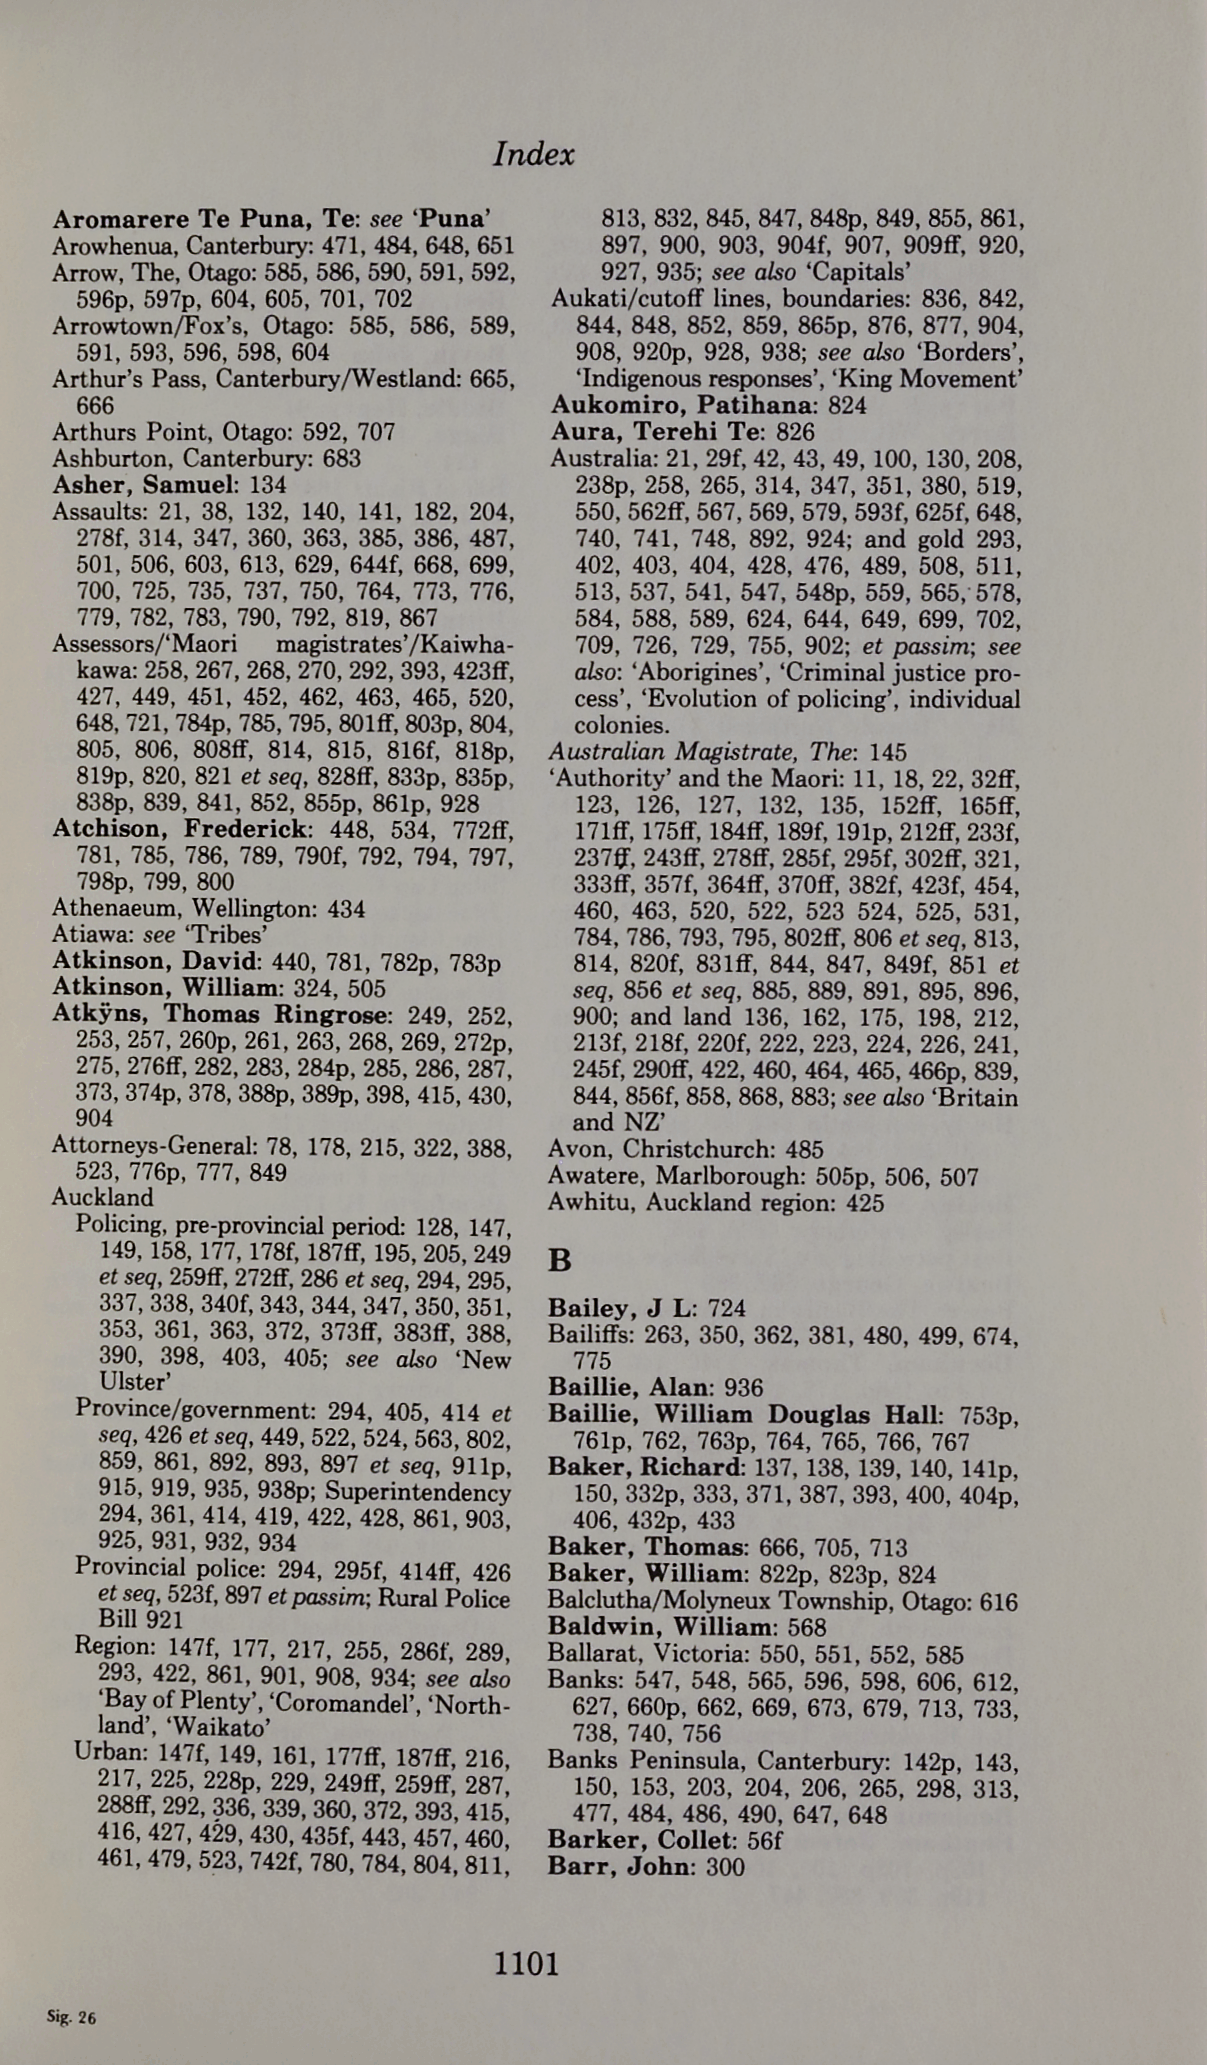 Index
Aromarere Te Puna, Te: see ‘Puna’
Arowhenua, Canterbury: 471, 484, 648, 651
Arrow, The, Otago: 585, 586, 590, 591, 592,
596p, 597p, 604, 605, 701, 702
Arrowtown/Fox’s, Otago: 585, 586, 589,
591, 593, 596, 598, 604
Arthur’s Pass, Canterbury/Westland: 665,
666
Arthurs Point, Otago: 592, 707
Ashburton, Canterbury: 683
Asher, Samuel: 134
Assaults: 21, 38, 132, 140, 141, 182, 204,
278f, 314, 347, 360, 363, 385, 386, 487,
501, 506, 603, 613, 629, 644f, 668, 699,
700, 725, 735, 737, 750, 764, 773, 776,
779, 782, 783, 790, 792, 819, 867
Assessors/‘Maori magistrates’/Kaiwha-
kawa: 258, 267, 268, 270, 292, 393, 423ff,
427, 449, 451, 452, 462, 463, 465, 520,
648, 721, 784p, 785, 795, 801ff, 803p, 804,
805, 806, 808ff, 814, 815, 816f, 818p,
819p, 820, 821 et seq, 828ff, 833p, 835p,
838p, 839, 841, 852, 855p, 861p, 928
Atchison, Frederick: 448, 534, 772ff,
781, 785, 786, 789, 790f, 792, 794, 797,
798p, 799, 800
Athenaeum, Wellington: 434
Atiawa: see ‘Tribes’
Atkinson, David: 440, 781, 782p, 783p
Atkinson, William: 324, 505
Atkÿns, Thomas Ringrose: 249, 252,
253, 257, 260p, 261, 263, 268, 269, 272p,
275, 276ff, 282, 283, 284p, 285, 286, 287,
373, 374p, 378, 388p, 389p, 398, 415, 430,
904
Attorneys-General: 78, 178, 215, 322, 388,
523, 776p, 777, 849
Auckland
Policing, pre-provincial period: 128, 147,
149, 158, 177, 178f, 187ff, 195, 205, 249
et seq, 259ff, 272ff, 286 et seq, 294, 295,
337, 338, 340f, 343, 344, 347, 350, 351,
353, 361, 363, 372, 373ff, 383ff, 388,
390, 398, 403, 405; see also ‘New
Ulster’
Province/government: 294, 405, 414 et
seq, 426 et seq, 449, 522, 524, 563, 802,
859, 861, 892, 893, 897 et seq, 911p,
915, 919, 935, 938p; Superintendency
294, 361, 414, 419, 422, 428, 861, 903,
925, 931, 932, 934
Provincial police: 294, 295f, 414ff, 426
et seq, 523f, 897 et passim; Rural Police
Bill 921
Region: 147f, 177, 217, 255, 286f, 289,
293, 422, 861, 901, 908, 934; see also
‘Bay of Plenty’, ‘Coromandel’, ‘North-
land’, ‘Waikato’
Urban: 147f, 149, 161, 177ff, 187ff, 216,
217, 225, 228p, 229, 249ff, 259ff, 287,
288ff, 292, 336, 339, 360, 372, 393, 415,
416, 427, 429, 430, 435f, 443, 457, 460,
461, 479, 523, 742f, 780, 784, 804, 811,
813, 832, 845, 847, 848p, 849, 855, 861,
897, 900, 903, 904f, 907, 909ff, 920,
927, 935; see also ‘Capitals’
Aukati/cutoff lines, boundaries: 836, 842,
844, 848, 852, 859, 865p, 876, 877, 904,
908, 920p, 928, 938; see also ‘Borders’,
‘Indigenous responses’, ‘King Movement’
Aukomiro, Patihana: 824
Aura, Terehi Te: 826
Australia: 21, 29f, 42, 43, 49, 100, 130, 208,
238p, 258, 265, 314, 347, 351, 380, 519,
550, 562ff, 567, 569, 579, 593f, 625f, 648,
740, 741, 748, 892, 924; and gold 293,
402, 403, 404, 428, 476, 489, 508, 511,
513, 537, 541, 547, 548p, 559, 565, 578,
584, 588, 589, 624, 644, 649, 699, 702,
709, 726, 729, 755, 902; et passim; see
also: ‘Aborigines’, ‘Criminal justice pro-
cess’, ‘Evolution of policing’, individual
colonies.
Australian Magistrate, The: 145
‘Authority’ and the Maori: 11, 18, 22, 32ff,
123, 126, 127, 132, 135, 152ff, 165ff,
171ff, 175ff, 184ff, 189f, 191p, 212ff, 233f,
237ff, 243ff, 278ff, 285f, 295f, 302ff, 321,
333ff, 357f, 364ff, 370ff, 382f, 423f, 454,
460, 463, 520, 522, 523 524, 525, 531,
784, 786, 793, 795, 802ff, 806 et seq, 813,
814, 820f, 831ff, 844, 847, 849f, 851 et
seq, 856 et seq, 885, 889, 891, 895, 896,
900; and land 136, 162, 175, 198, 212,
213f, 218f, 220f, 222, 223, 224, 226, 241,
245f, 290ff, 422, 460, 464, 465, 466p, 839,
844, 856f, 858, 868, 883; see also ‘Britain
and NZ’
Avon, Christchurch: 485
Awatere, Marlborough: 505p, 506, 507
Awhitu, Auckland region: 425
B
Bailey, J L: 724
Bailiffs: 263, 350, 362, 381, 480, 499, 674,
775
Baillie, Alan: 936
Baillie, William Douglas Hall: 753p,
761p, 762, 763p, 764, 765, 766, 767
Baker, Richard: 137, 138, 139, 140, 141p,
150, 332p, 333, 371, 387, 393, 400, 404p,
406, 432p, 433
Baker, Thomas: 666, 705, 713
Baker, William: 822p, 823p, 824
Balclutha/Molyneux Township, Otago: 616
Baldwin, William: 568
Ballarat, Victoria: 550, 551, 552, 585
Banks: 547, 548, 565, 596, 598, 606, 612,
627, 660p, 662, 669, 673, 679, 713, 733,
738, 740, 756
Banks Peninsula, Canterbury: 142p, 143,
150, 153, 203, 204, 206, 265, 298, 313,
477, 484, 486, 490, 647, 648
Barker, Collet: 56f
Barr, John: 300
1101
Sig. 26